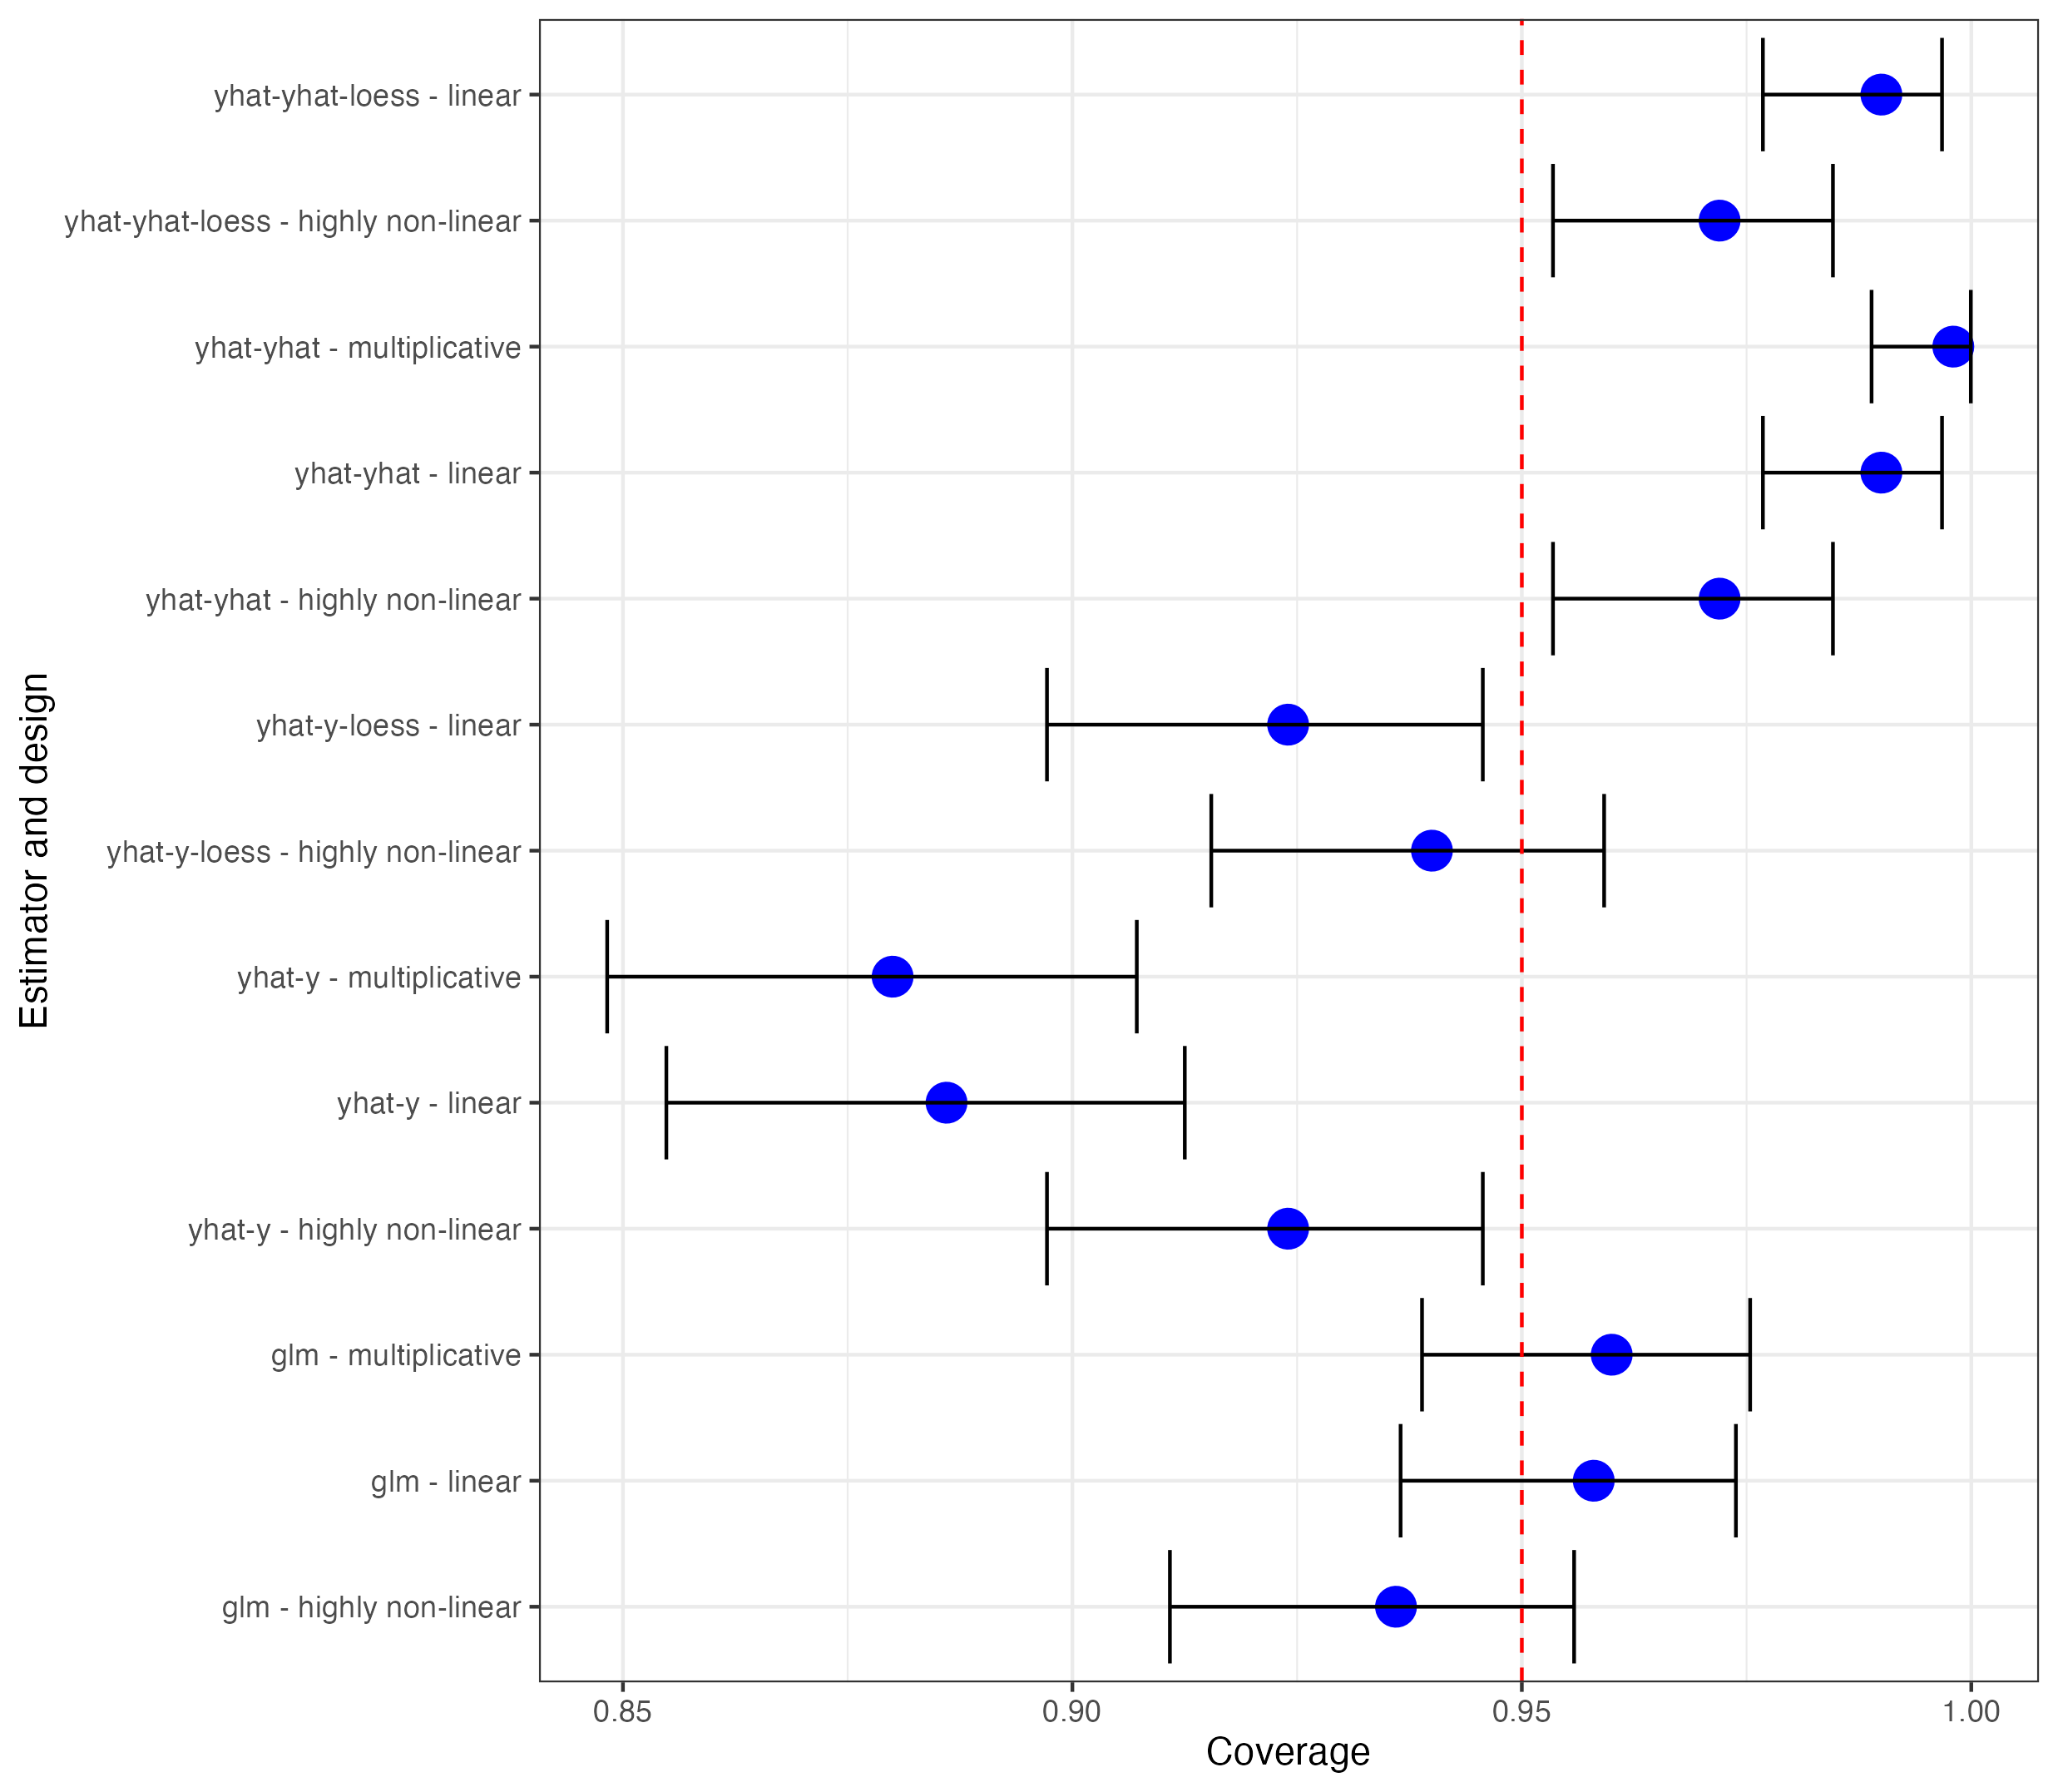 Estimator and design
yhat-yhat-loess - linear
yhat-yhat-loess - highly non-linear
yhat-yhat - multiplicative
yhat-yhat - linear
yhat-yhat - highly non-linear
yhat-y-loess - linear
yhat-y-loess - highly non-linear
yhat-y - multiplicative
yhat-y - linear
yhat-y - highly non-linear
glm - multiplicative
glm - linear
glm - highly non-linear
0.85 0.90 0.95 1.00
Coverage